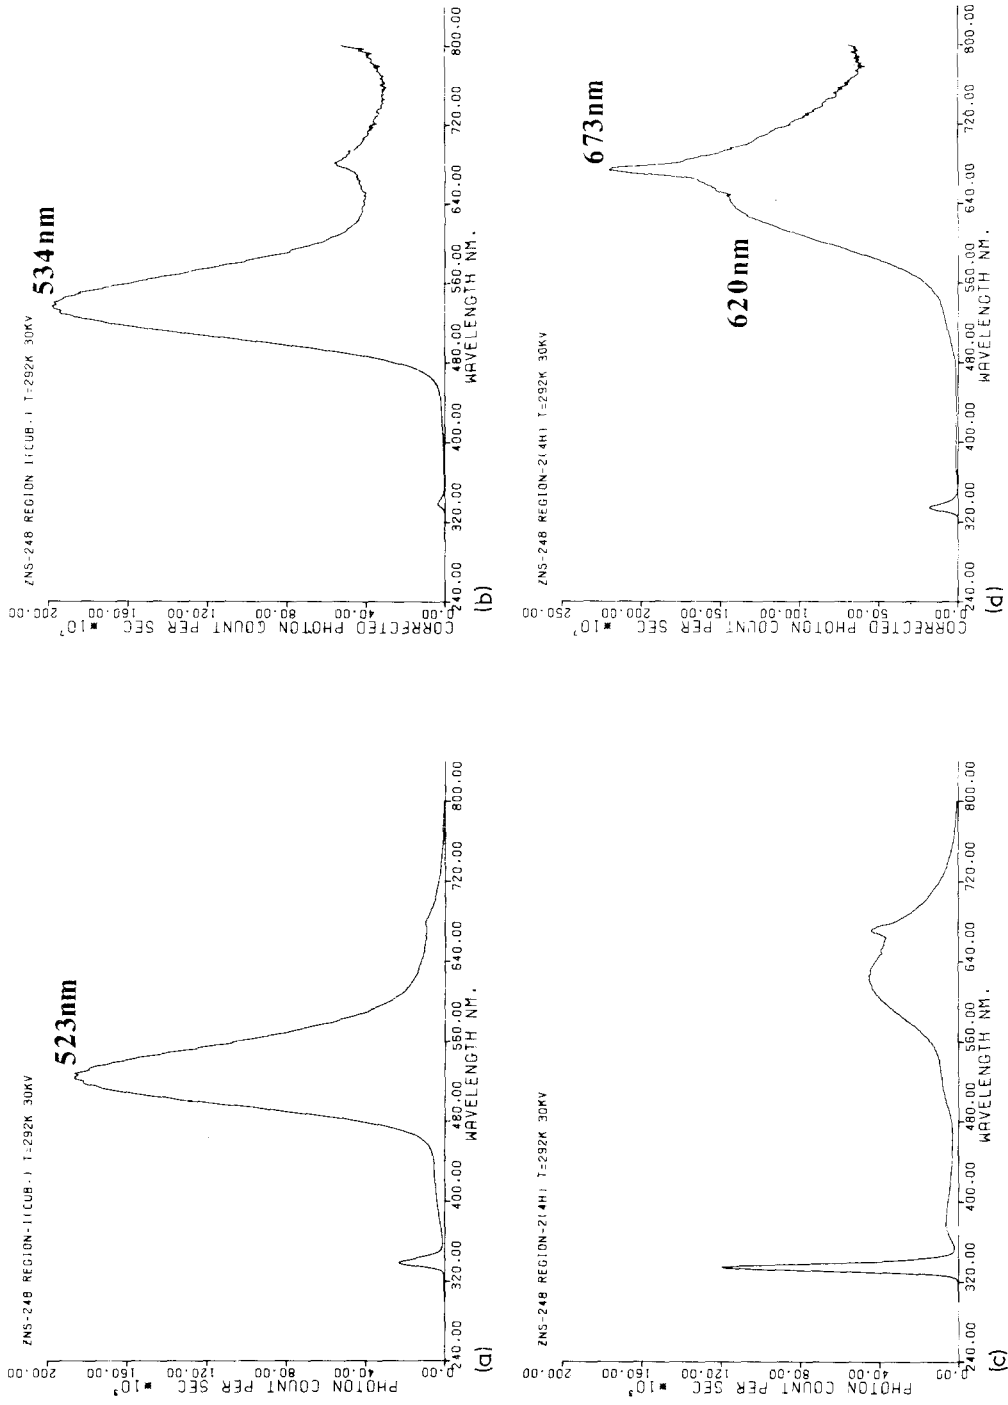 ZNS-248 REGION-1(CUB.) T=292K 30KV
PHOTON COUNT PER SEC *10³
200.00
160.00
120.00
80.00
40.00
0.00
523nm
240.00 320.00 400.00 480.00 560.00 640.00 720.00 800.00
WAVELENGTH NM.
(a)
ZNS-248 REGION 1(CUB.) T=292K 30KV
CORRECTED PHOTON COUNT PER SEC *10⁷
200.00
160.00
120.00
80.00
40.00
0.00
534nm
240.00 320.00 400.00 480.00 560.00 640.00 720.00 800.00
WAVELENGTH NM.
(b)
ZNS-248 REGION-2(4H) T=292K 30KV
PHOTON COUNT PER SEC *10³
200.00
160.00
120.00
80.00
40.00
0.00
240.00 320.00 400.00 480.00 560.00 640.00 720.00 800.00
WAVELENGTH NM.
(c)
ZNS-248 REGION-2(4H) T=292K 30KV
CORRECTED PHOTON COUNT PER SEC *10⁷
250.00
200.00
150.00
100.00
50.00
0.00
673nm
620nm
240.00 320.00 400.00 480.00 560.00 640.00 720.00 800.00
WAVELENGTH NM.
(d)